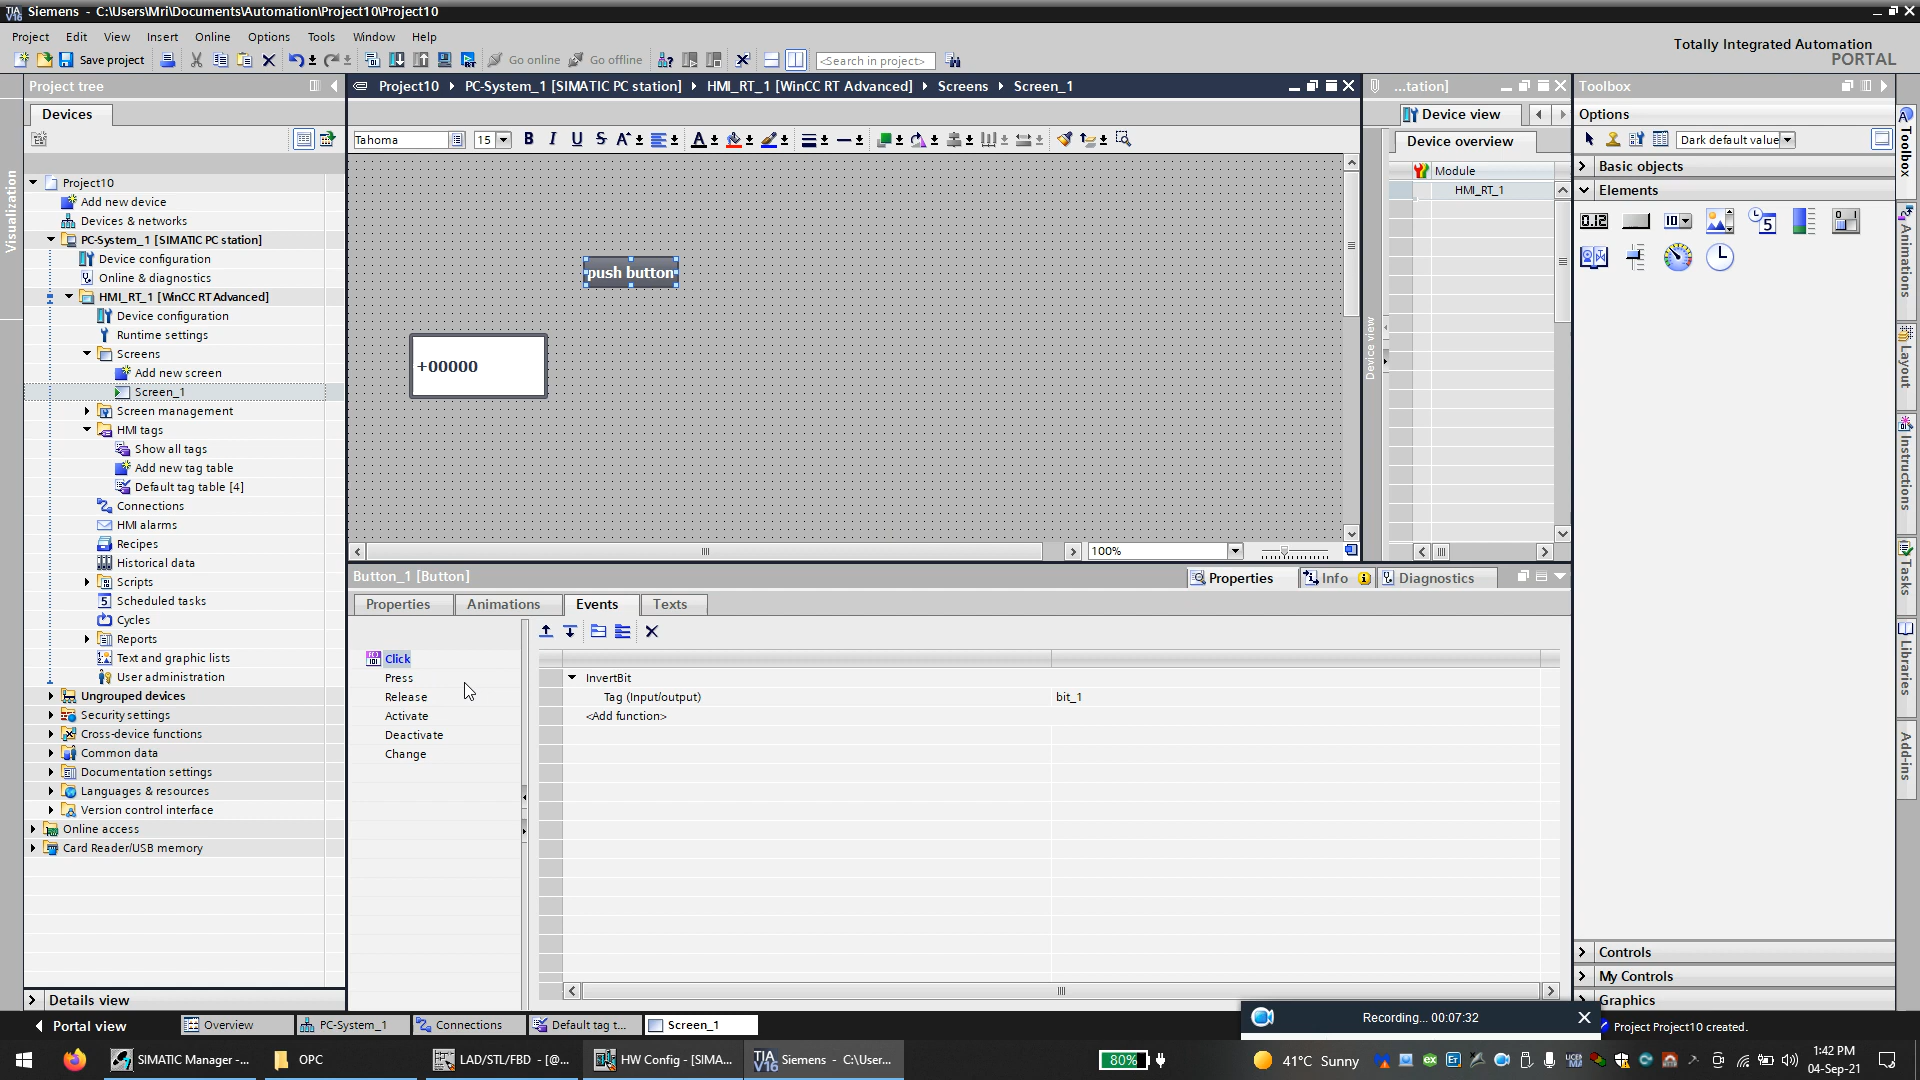 Siemens - C:\Users\Mri\Documents\Automation\Project10\Project10
Project Edit View Insert Online Options Tools Window Help
Totally Integrated Automation
PORTAL
Save project Go online Go offline <Search in project>
Project tree
Project10 PC-System_1 [SIMATIC PC station] HMI_RT_1 [WinCC RT Advanced] Screens Screen_1
...tation]
Toolbox
Devices
Device view
Options
Tahoma 15 B I U S
Device overview
Dark default value
Module
HMI_RT_1
Basic objects
Elements
Visualization
Project10
Add new device
Devices & networks
PC-System_1 [SIMATIC PC station]
Device configuration
Online & diagnostics
HMI_RT_1 [WinCC RT Advanced]
Device configuration
Runtime settings
Screens
Add new screen
Screen_1
Screen management
HMI tags
Show all tags
Add new tag table
Default tag table [4]
Connections
HMI alarms
Recipes
Historical data
Scripts
Scheduled tasks
Cycles
Reports
Text and graphic lists
User administration
Ungrouped devices
Security settings
Cross-device functions
Common data
Documentation settings
Languages & resources
Version control interface
Online access
Card Reader/USB memory
Details view
push button
+00000
100%
Device view
Toolbox
Animations
Layout
Instructions
Tasks
Libraries
Add-ins
Button_1 [Button]
Properties Info Diagnostics
Properties Animations Events Texts
Click
Press
Release
Activate
Deactivate
Change
InvertBit
Tag (Input/output) bit_1
<Add function>
Controls
My Controls
Graphics
Recording... 00:07:32
Portal view Overview PC-System_1 Connections Default tag t... Screen_1
Project Project10 created.
SIMATIC Manager -... OPC LAD/STL/FBD - [@... HW Config - [SIMA... Siemens - C:\User...
80%
41°C Sunny
1:42 PM
04-Sep-21